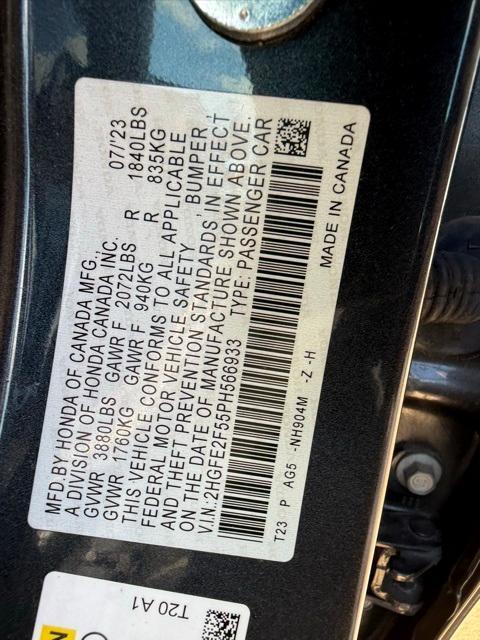 MFD.BY HONDA OF CANADA MFG., 07/'23
A DIVISION OF HONDA CANADA INC.
GVWR 3880LBS GAWR F 2072LBS R 1840LBS
GVWR 1760KG GAWR F 940KG R 835KG
THIS VEHICLE CONFORMS TO ALL APPLICABLE
FEDERAL MOTOR VEHICLE SAFETY , BUMPER ,
AND THEFT PREVENTION STANDARDS IN EFFECT
ON THE DATE OF MANUFACTURE SHOWN ABOVE.
V.I.N.:2HGFE2F55PH566933 TYPE: PASSENGER CAR
T23 P AG5 -NH904M -Z -H MADE IN CANADA
T20 A1